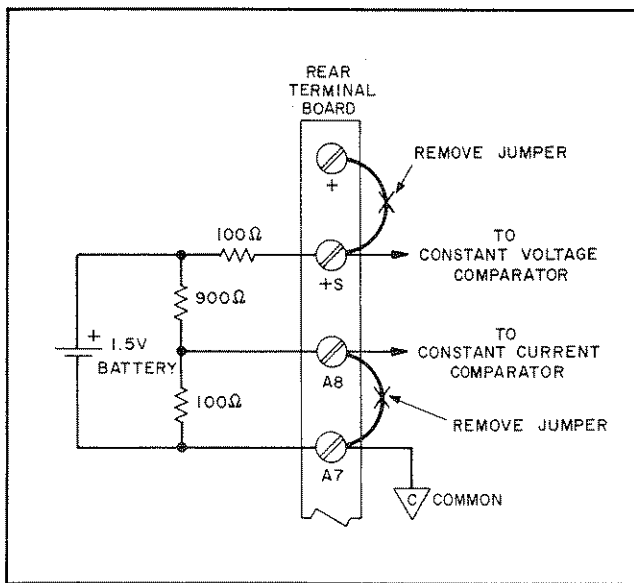 REAR
TERMINAL
BOARD
REMOVE JUMPER
+
100Ω
TO
CONSTANT VOLTAGE
COMPARATOR
+S
900Ω
+
1.5V
BATTERY
TO
CONSTANT CURRENT
COMPARATOR
A8
100Ω
REMOVE JUMPER
A7
C COMMON